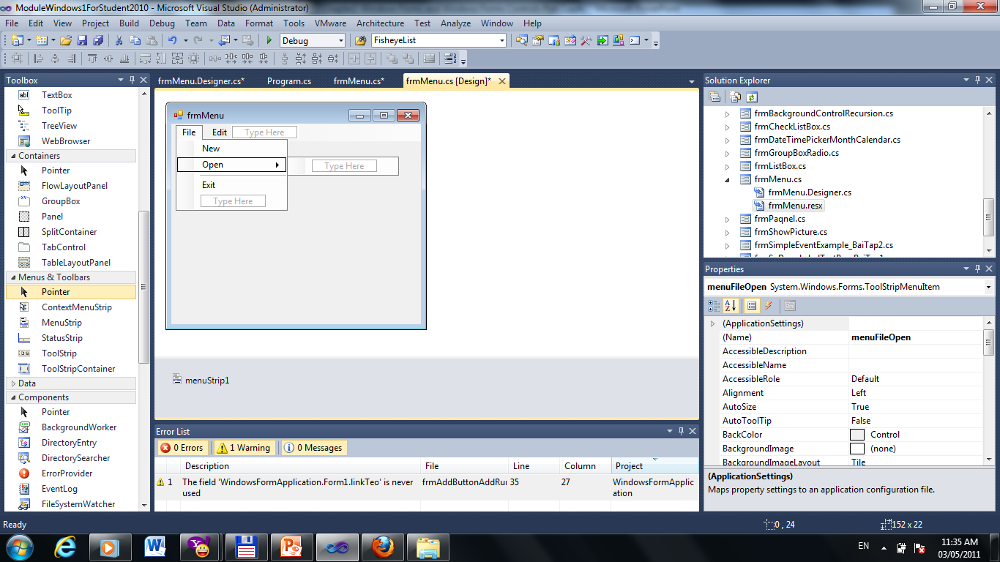 ModuleWindows1ForStudent2010 - Microsoft Visual Studio (Administrator)
File Edit View Project Build Debug Team Data Format Tools VMware Architecture Test Analyze Window Help
Debug FisheyeList
Toolbox
TextBox
ToolTip
TreeView
WebBrowser
Containers
Pointer
FlowLayoutPanel
GroupBox
Panel
SplitContainer
TabControl
TableLayoutPanel
Menus & Toolbars
Pointer
ContextMenuStrip
MenuStrip
StatusStrip
ToolStrip
ToolStripContainer
Data
Components
Pointer
BackgroundWorker
DirectoryEntry
DirectorySearcher
ErrorProvider
EventLog
FileSystemWatcher
frmMenu.Designer.cs* Program.cs frmMenu.cs* frmMenu.cs [Design]*
frmMenu
File Edit Type Here
New
Open Type Here
Exit
Type Here
menuStrip1
Error List
0 Errors 1 Warning 0 Messages
Description File Line Column Project
1 The field 'WindowsFormApplication.Form1.linkTeo' is never used frmAddButtonAddRu 35 27 WindowsFormApplication
Solution Explorer
frmBackgroundControlRecursion.cs
frmCheckListBox.cs
frmDateTimePickerMonthCalendar.cs
frmGroupBoxRadio.cs
frmListBox.cs
frmMenu.cs
frmMenu.Designer.cs
frmMenu.resx
frmPaqnel.cs
frmShowPicture.cs
frmSimpleEventExample_BaiTap2.cs
Properties
menuFileOpen System.Windows.Forms.ToolStripMenuItem
(ApplicationSettings)
(Name) menuFileOpen
AccessibleDescription
AccessibleName
AccessibleRole Default
Alignment Left
AutoSize True
AutoToolTip False
BackColor Control
BackgroundImage (none)
BackgroundImageLayout Tile
(ApplicationSettings)
Maps property settings to an application configuration file.
Ready 0 , 24 152 x 22
EN 11:35 AM
03/05/2011